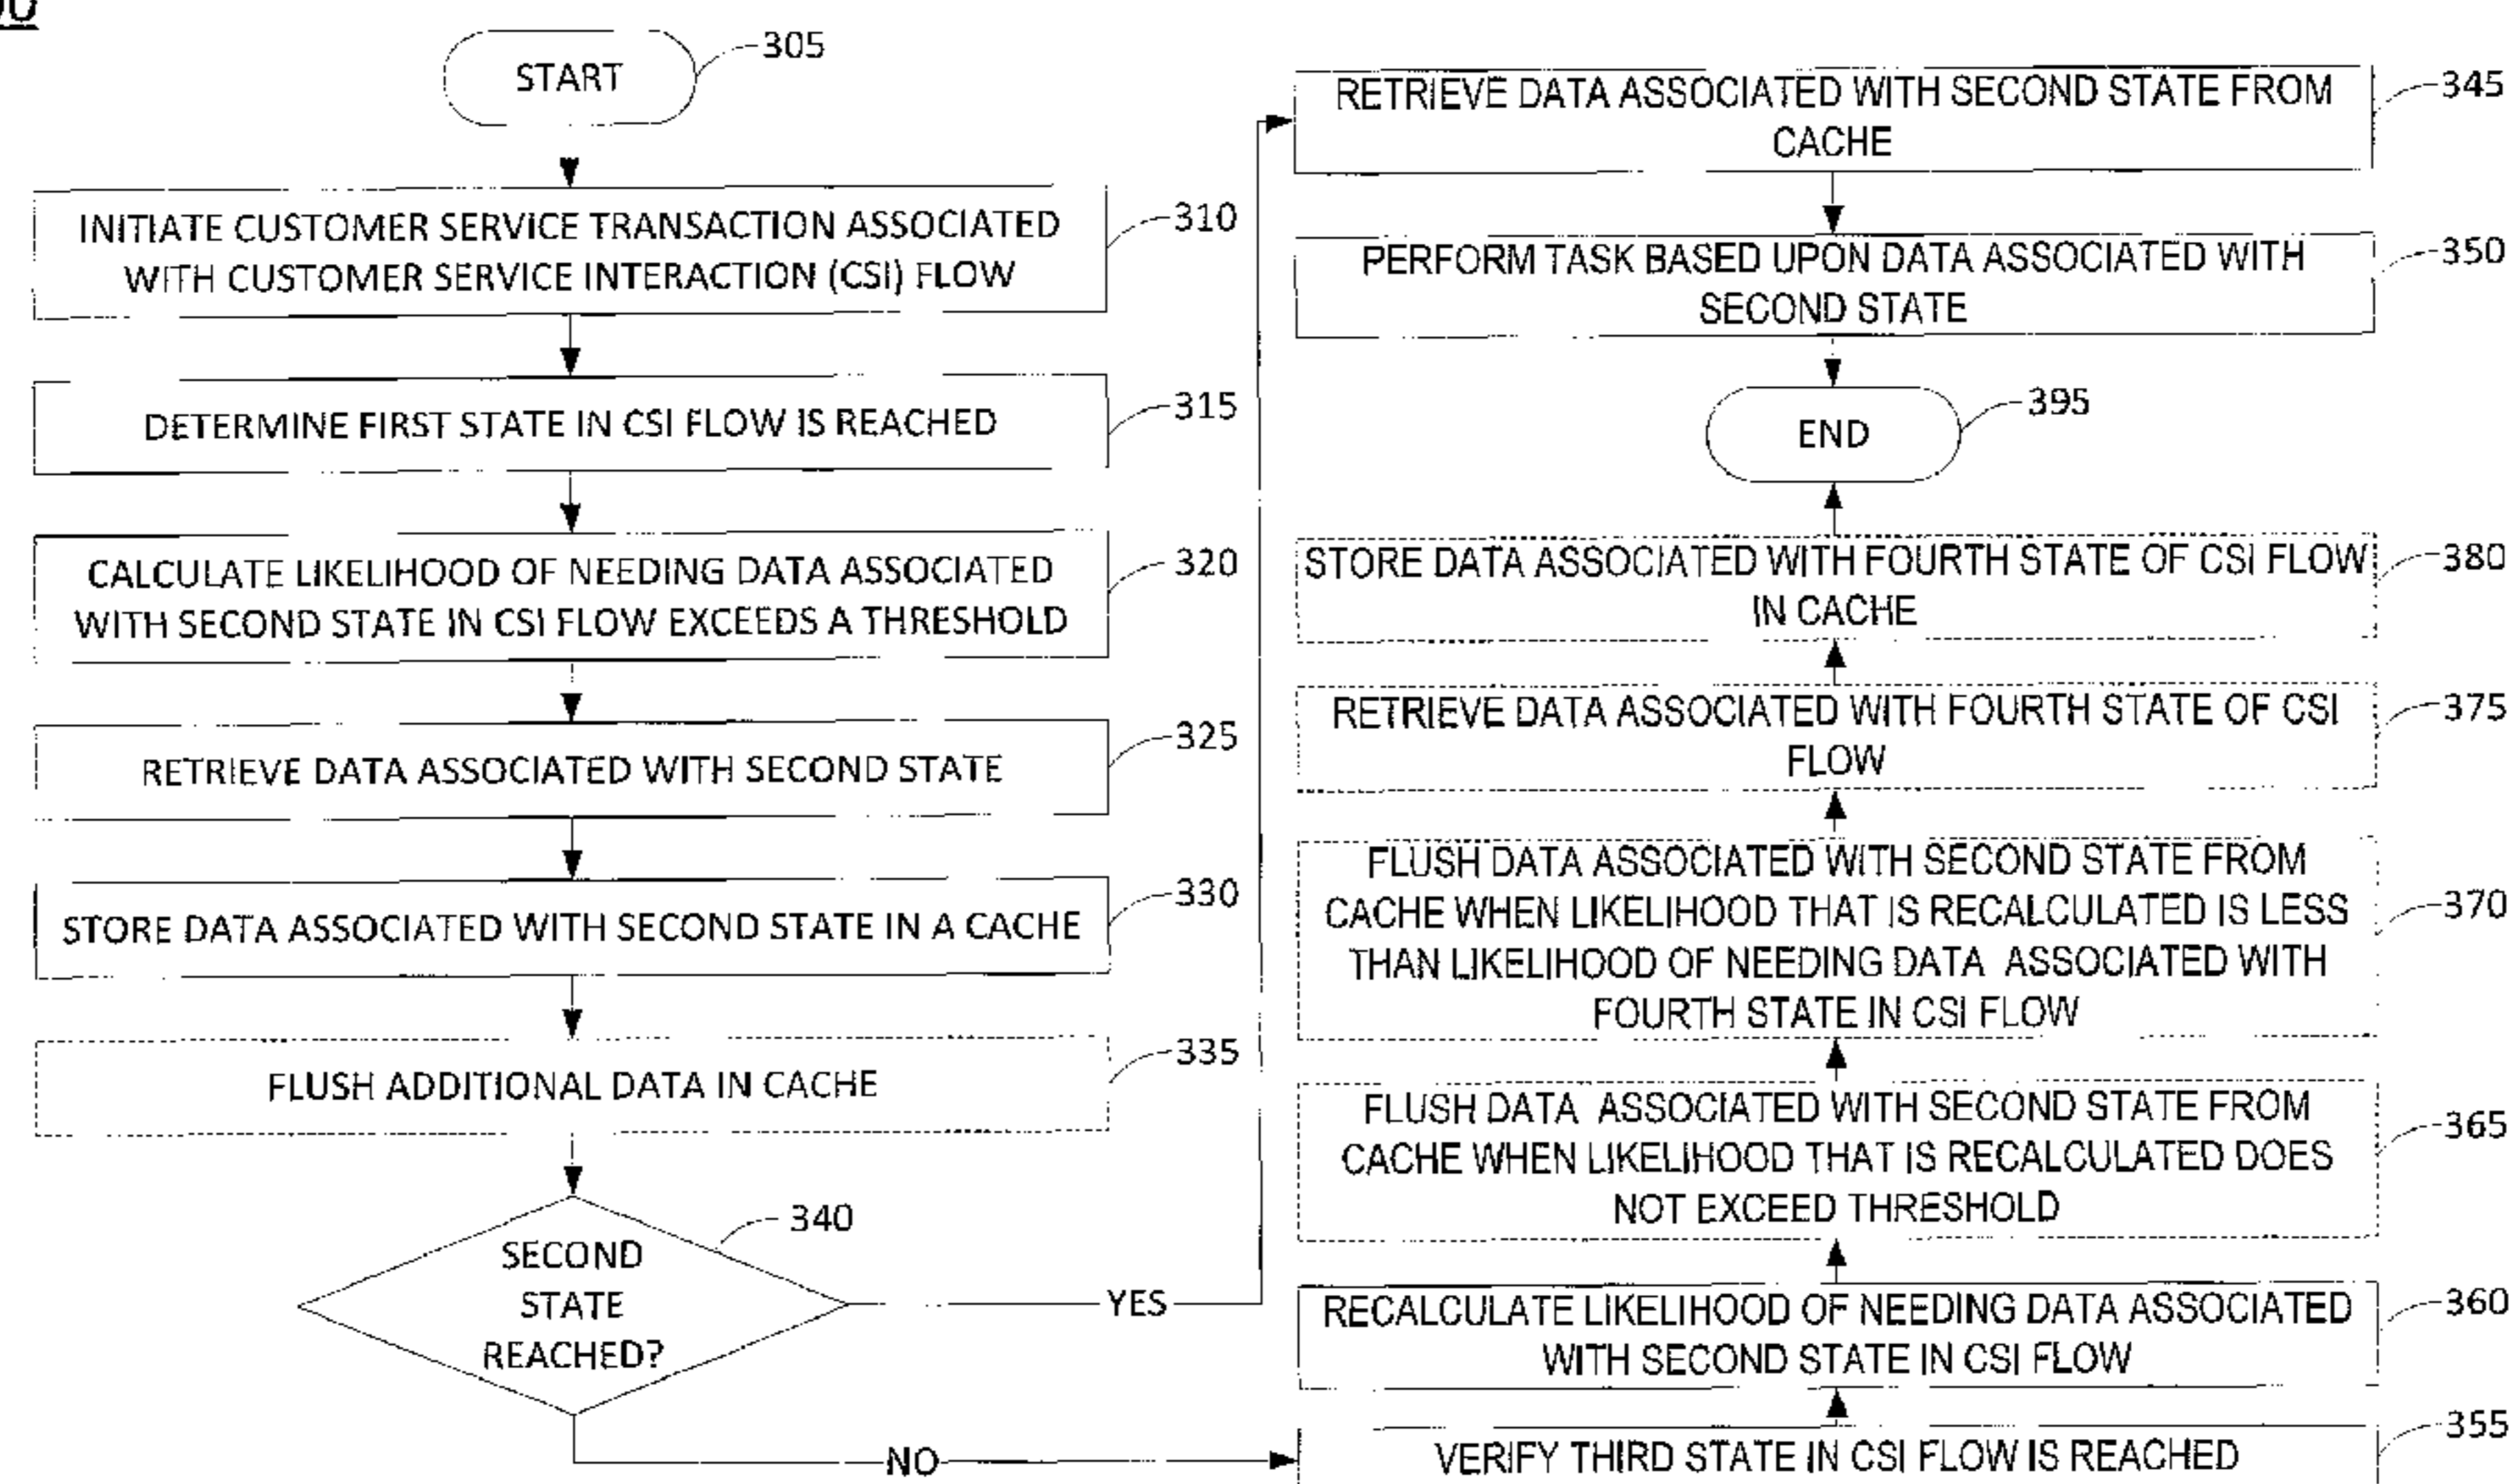 START
305
INITIATE CUSTOMER SERVICE TRANSACTION ASSOCIATED
WITH CUSTOMER SERVICE INTERACTION (CSI) FLOW
310
DETERMINE FIRST STATE IN CSI FLOW IS REACHED
315
CALCULATE LIKELIHOOD OF NEEDING DATA ASSOCIATED
WITH SECOND STATE IN CSI FLOW EXCEEDS A THRESHOLD
320
RETRIEVE DATA ASSOCIATED WITH SECOND STATE
325
STORE DATA ASSOCIATED WITH SECOND STATE IN A CACHE
330
FLUSH ADDITIONAL DATA IN CACHE
335
SECOND
STATE
REACHED?
340
YES
NO
RETRIEVE DATA ASSOCIATED WITH SECOND STATE FROM
CACHE
345
PERFORM TASK BASED UPON DATA ASSOCIATED WITH
SECOND STATE
350
END
395
STORE DATA ASSOCIATED WITH FOURTH STATE OF CSI FLOW
IN CACHE
380
RETRIEVE DATA ASSOCIATED WITH FOURTH STATE OF CSI
FLOW
375
FLUSH DATA ASSOCIATED WITH SECOND STATE FROM
CACHE WHEN LIKELIHOOD THAT IS RECALCULATED IS LESS
THAN LIKELIHOOD OF NEEDING DATA ASSOCIATED WITH
FOURTH STATE IN CSI FLOW
370
FLUSH DATA ASSOCIATED WITH SECOND STATE FROM
CACHE WHEN LIKELIHOOD THAT IS RECALCULATED DOES
NOT EXCEED THRESHOLD
365
RECALCULATE LIKELIHOOD OF NEEDING DATA ASSOCIATED
WITH SECOND STATE IN CSI FLOW
360
VERIFY THIRD STATE IN CSI FLOW IS REACHED
355